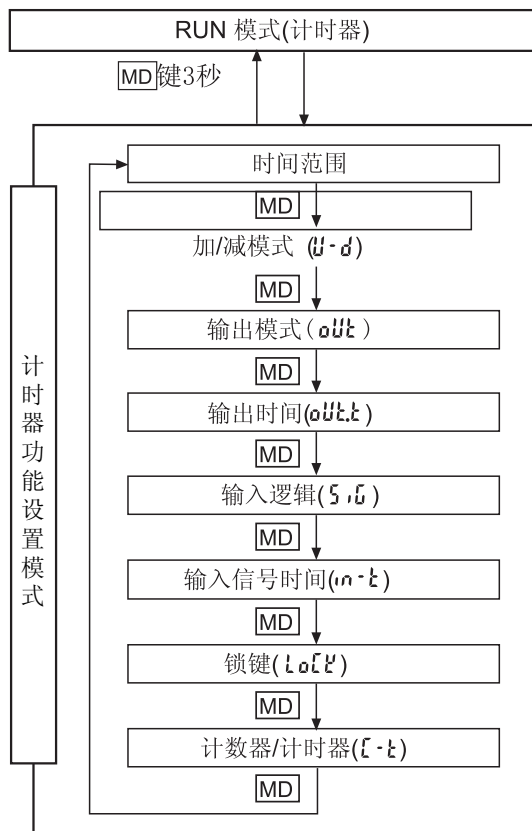 RUN 模式(计时器)
MD键3秒
时间范围
MD
加/减模式 (U-d)
MD
输出模式(oUt)
MD
输出时间(oUt.t)
MD
输入逻辑(SiG)
MD
输入信号时间(in-t)
MD
锁键(LoCK)
MD
计数器/计时器(C-t)
MD
计时器功能设置模式